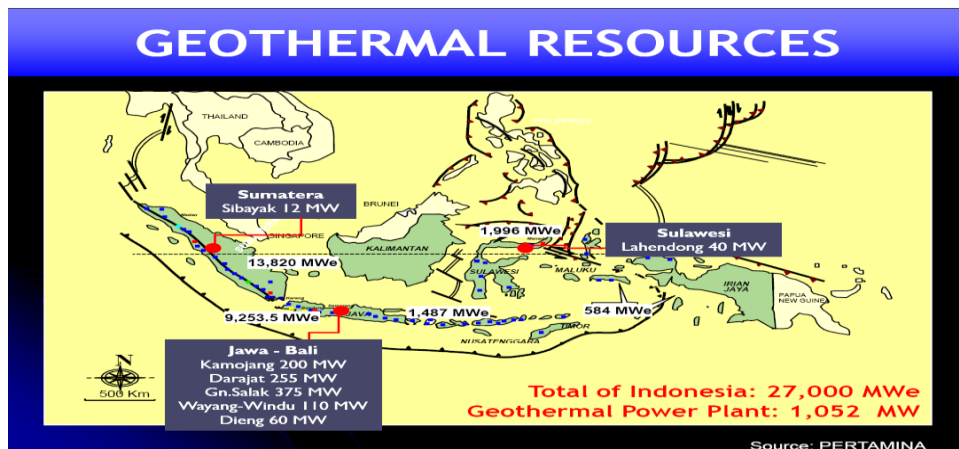 GEOTHERMAL RESOURCES
THAILAND
CAMBODIA
BRUNEI
Sumatera
Sibayak 12 MW
SINGAPORE
KALIMANTAN
1,996 MWe
Sulawesi
Lahendong 40 MW
13,820 MWe
SULAWESI
MALUKU
IRIAN
JAYA
PAPUA
NEW GUINE
9,253.5 MWe
JAVA
1,487 MWe
584 MWe
TIMOR
NUSATENGGARA
Jawa - Bali
Kamojang 200 MW
Darajat 255 MW
Gn.Salak 375 MW
Wayang-Windu 110 MW
Dieng 60 MW
N
500 Km
Total of Indonesia: 27,000 MWe
Geothermal Power Plant: 1,052 MW
Source: PERTAMINA